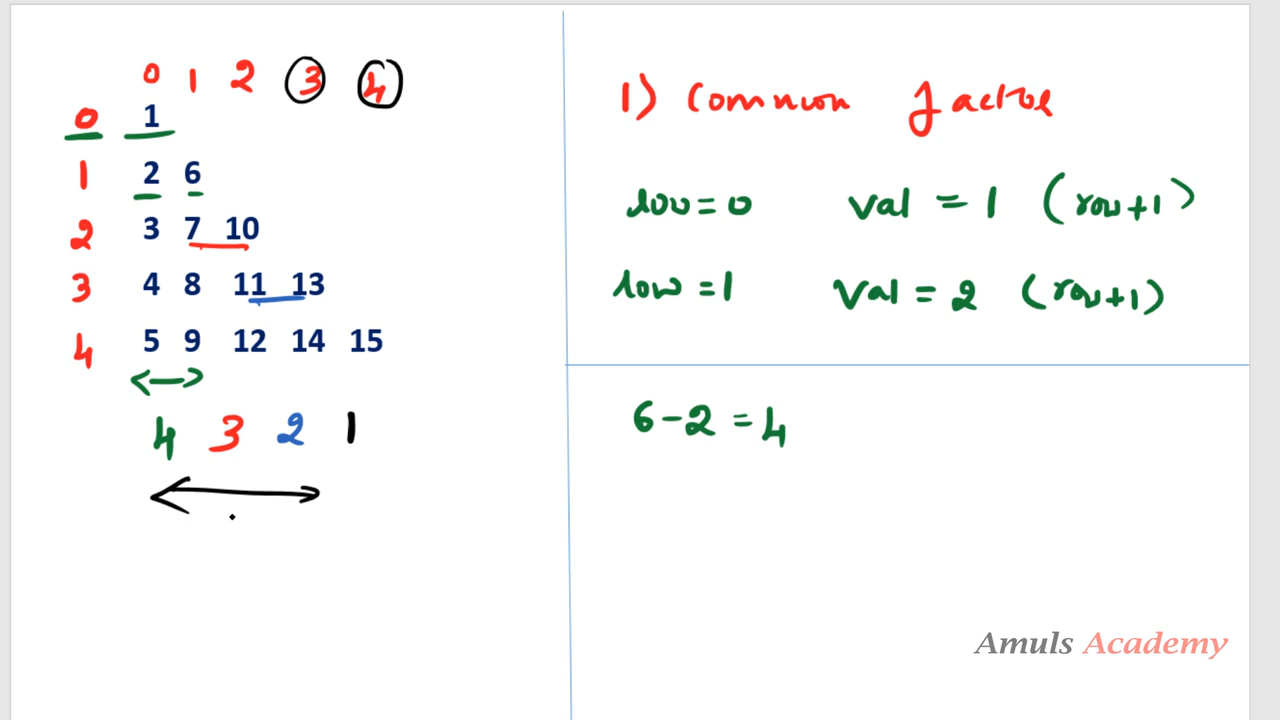 0 1 2 3 4
0 1
1 2 6
2 3 7 10
3 4 8 11 13
4 5 9 12 14 15
4 3 2 1
1) Common factor
row = 0 val = 1 (row+1)
row = 1 val = 2 (row+1)
6-2 = 4
Amuls Academy